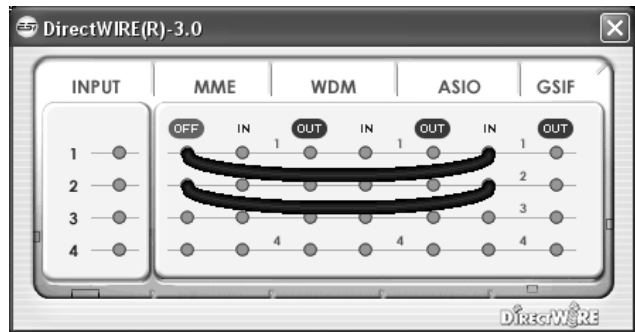 ESI DirectWIRE(R)-3.0
INPUT MME WDM ASIO GSIF
OFF IN OUT IN OUT IN OUT
1 1 1 1
2 2
3 3
4 4 4 4
DIRECTWIRE